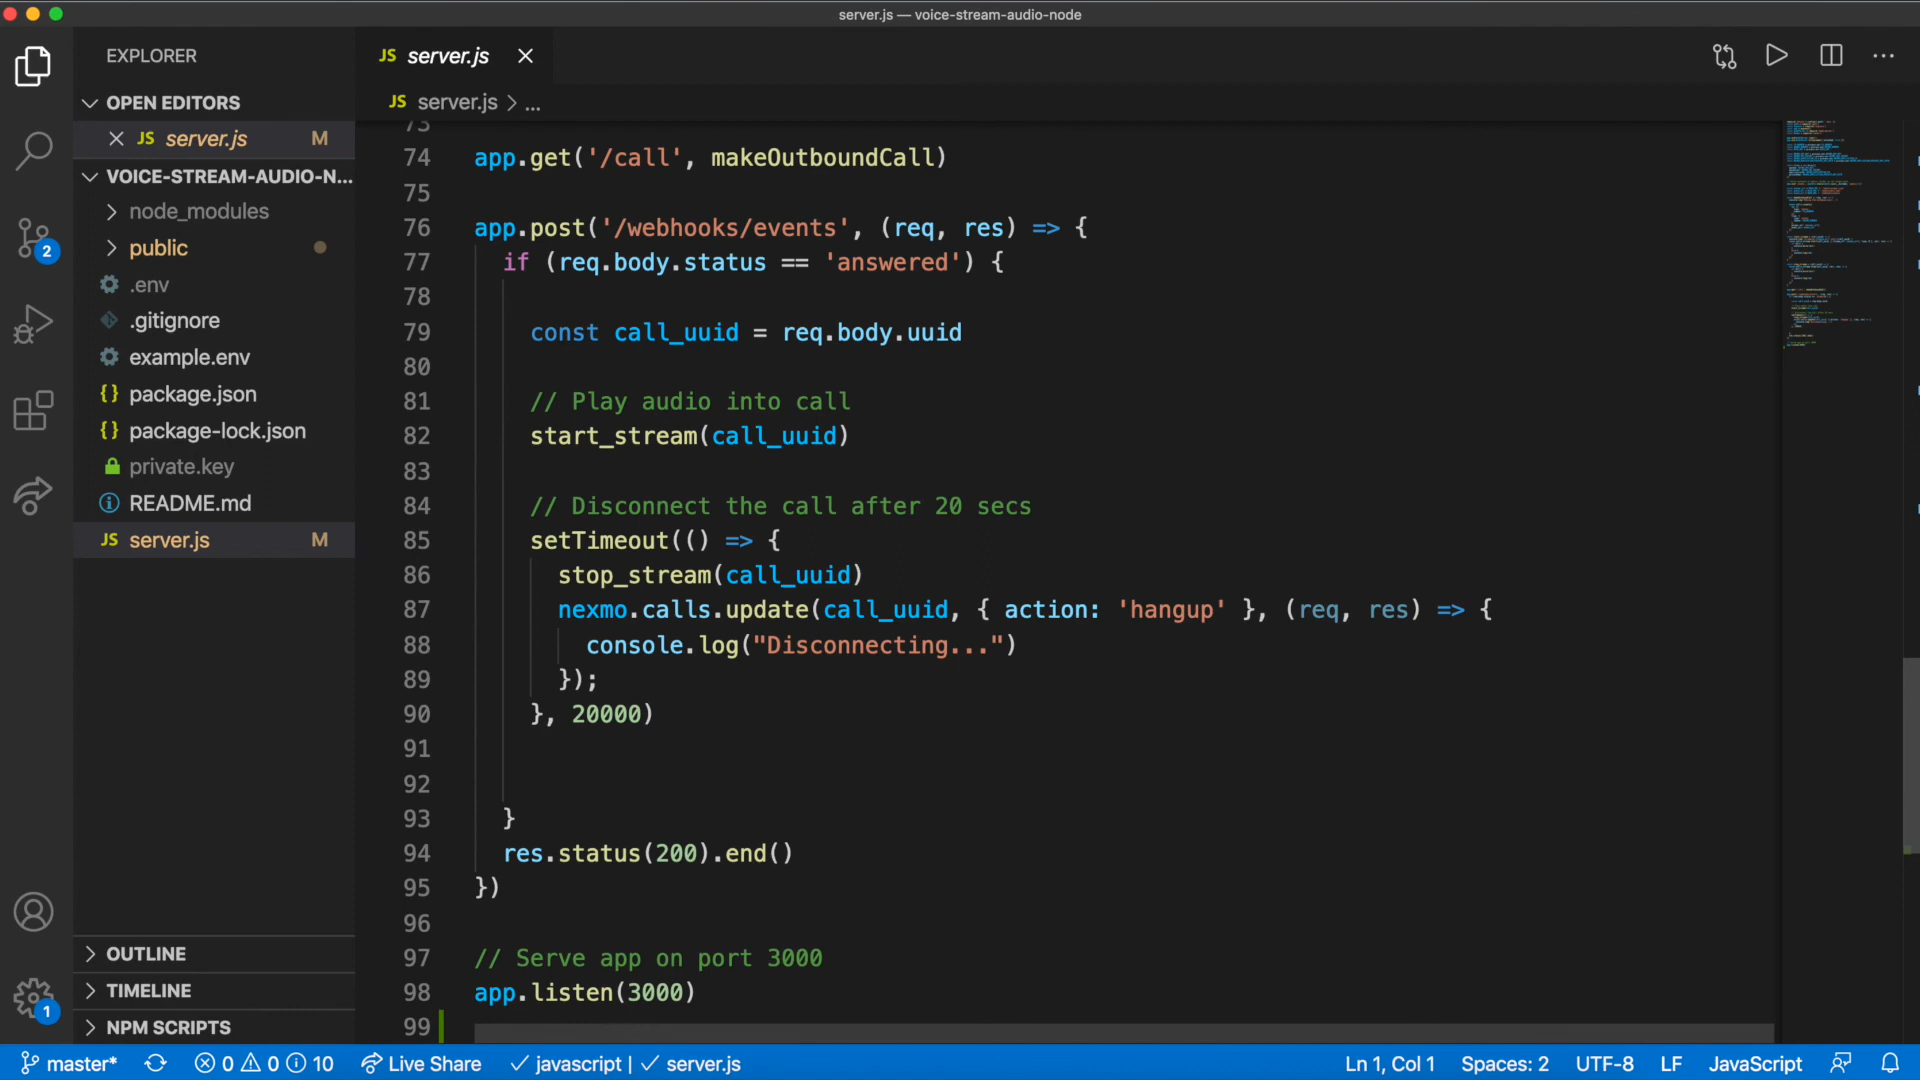 server.js — voice-stream-audio-node
EXPLORER
OPEN EDITORS
JS server.js M
VOICE-STREAM-AUDIO-N...
node_modules
public
.env
.gitignore
example.env
{} package.json
{} package-lock.json
private.key
README.md
JS server.js M
OUTLINE
TIMELINE
NPM SCRIPTS
2
1
JS server.js
JS server.js > ...
73
74 app.get('/call', makeOutboundCall)
75
76 app.post('/webhooks/events', (req, res) => {
77 if (req.body.status == 'answered') {
78
79 const call_uuid = req.body.uuid
80
81 // Play audio into call
82 start_stream(call_uuid)
83
84 // Disconnect the call after 20 secs
85 setTimeout(() => {
86 stop_stream(call_uuid)
87 nexmo.calls.update(call_uuid, { action: 'hangup' }, (req, res) => {
88 console.log("Disconnecting...")
89 });
90 }, 20000)
91
92
93 }
94 res.status(200).end()
95 })
96
97 // Serve app on port 3000
98 app.listen(3000)
99
master* 0 0 10 Live Share javascript | server.js Ln 1, Col 1 Spaces: 2 UTF-8 LF JavaScript